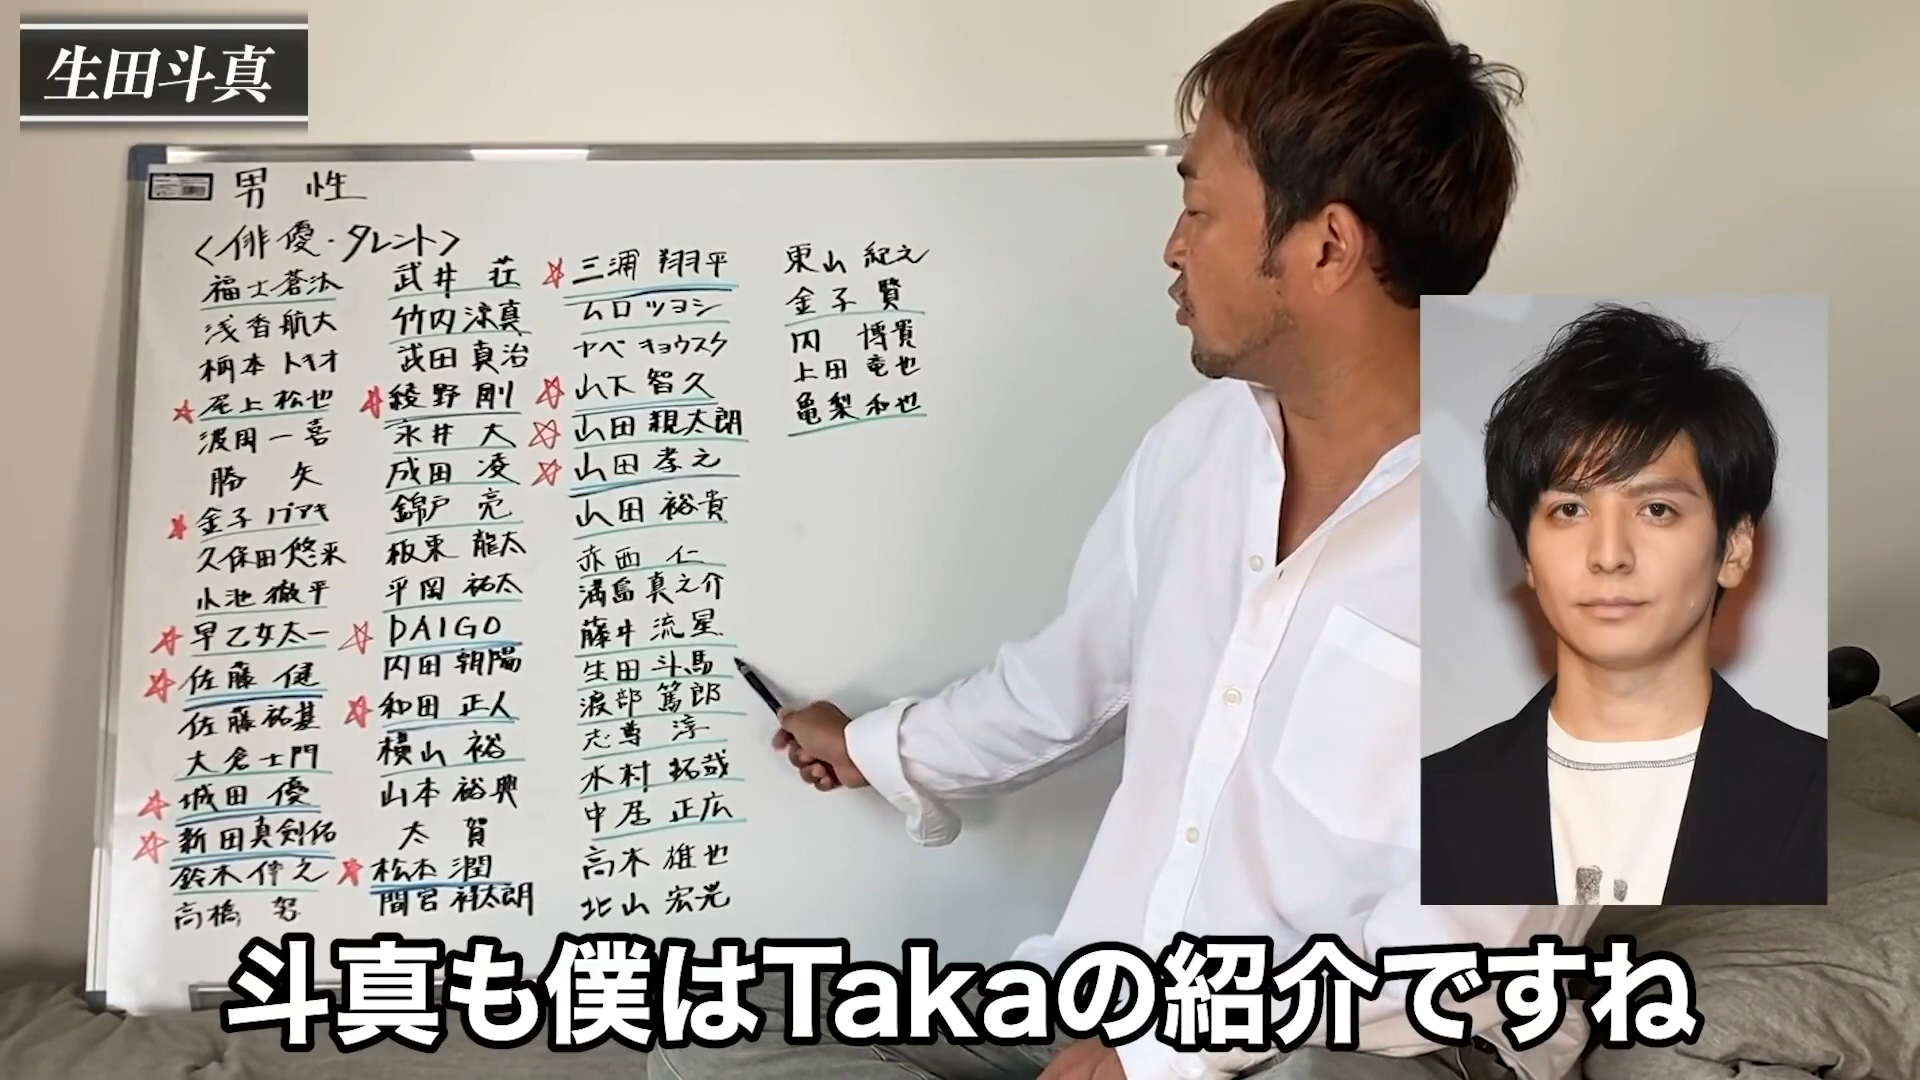 生田斗真
男 性
<俳優・タレント>
福士蒼汰
浅香航大
柄本トキオ
☆尾上松也
渡岡一喜
勝 矢
☆金子ノブアキ
久保田悠来
小池徹平
☆早乙女太一
☆佐藤 健
佐藤祐基
大倉士門
☆城田 優
☆新田真剣佑
鈴木伸之
高橋 努
武井 壮
竹内涼真
武田真治
☆綾野 剛
永井 大
成田 凌
錦戸 亮
板東 龍太
平岡 祐太
☆DAIGO
内田朝陽
☆和田 正人
横山 裕
山本裕典
太 賀
☆松本 潤
間宮祥太朗
☆三浦 翔平
ムロツヨシ
ヤベキョウスケ
☆山下智久
☆山田親太朗
☆山田孝之
山田裕貴
赤西 仁
満島真之介
藤井 流星
生田斗馬
渡部篤郎
志尊 淳
木村拓哉
中居正広
高木雄也
北山宏光
東山紀之
金子 賢
内 博貴
上田竜也
亀梨和也
斗真も僕はTakaの紹介ですね